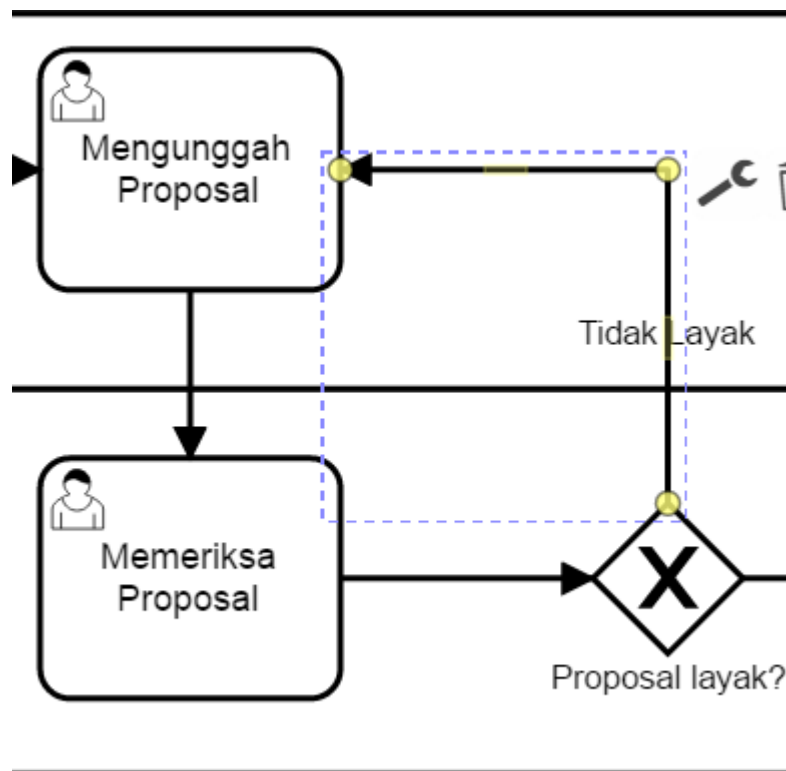 Mengunggah
Proposal
Tidak Layak
Memeriksa
Proposal
X
Proposal layak?